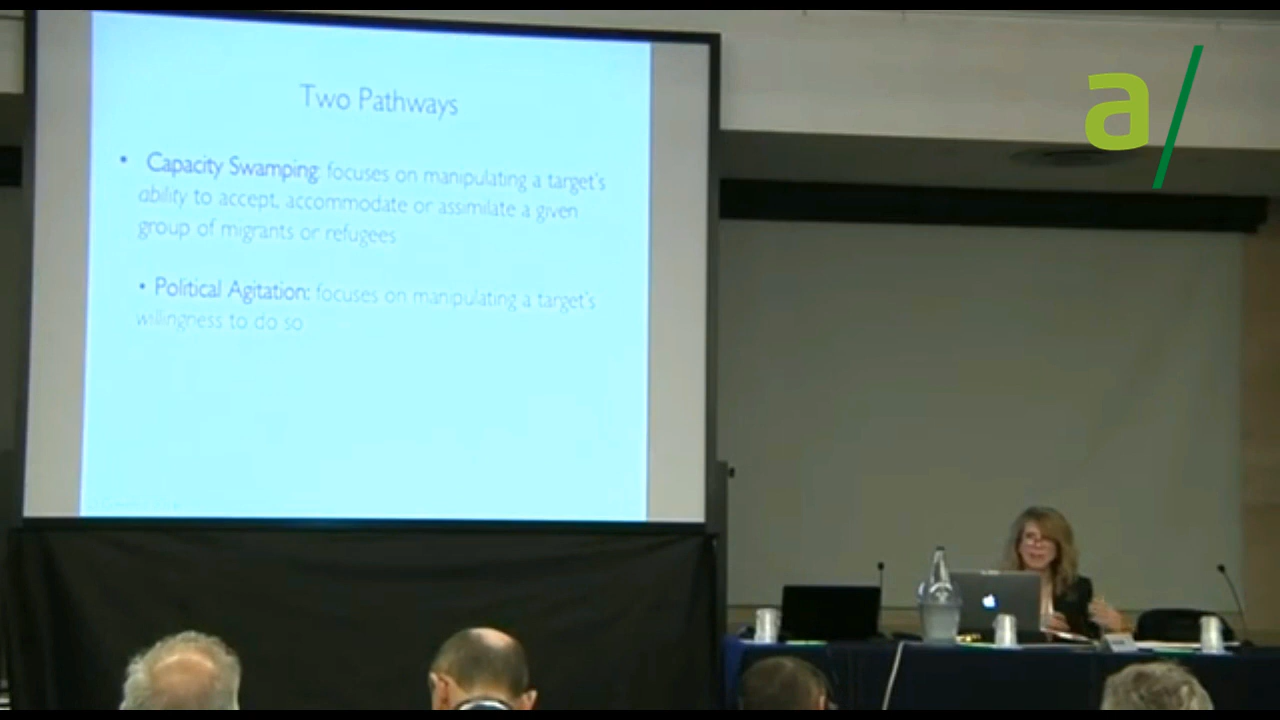 a/
Two Pathways
• Capacity Swamping: focuses on manipulating a target's
ability to accept, accommodate or assimilate a given
group of migrants or refugees
• Political Agitation: focuses on manipulating a target's
willingness to do so